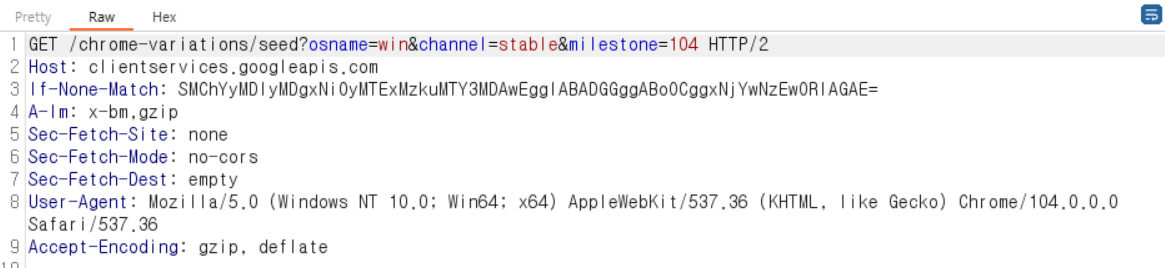 Pretty Raw Hex
1 GET /chrome-variations/seed?osname=win&channel=stable&milestone=104 HTTP/2
2 Host: clientservices.googleapis.com
3 If-None-Match: SMChYyMDIyMDgxNi0yMTExMzkuMTY3MDAwEggIABADGGggABo0CggxNjYwNzEwORIAGAE=
4 A-Im: x-bm,gzip
5 Sec-Fetch-Site: none
6 Sec-Fetch-Mode: no-cors
7 Sec-Fetch-Dest: empty
8 User-Agent: Mozilla/5.0 (Windows NT 10.0; Win64; x64) AppleWebKit/537.36 (KHTML, like Gecko) Chrome/104.0.0.0
Safari/537.36
9 Accept-Encoding: gzip, deflate
10